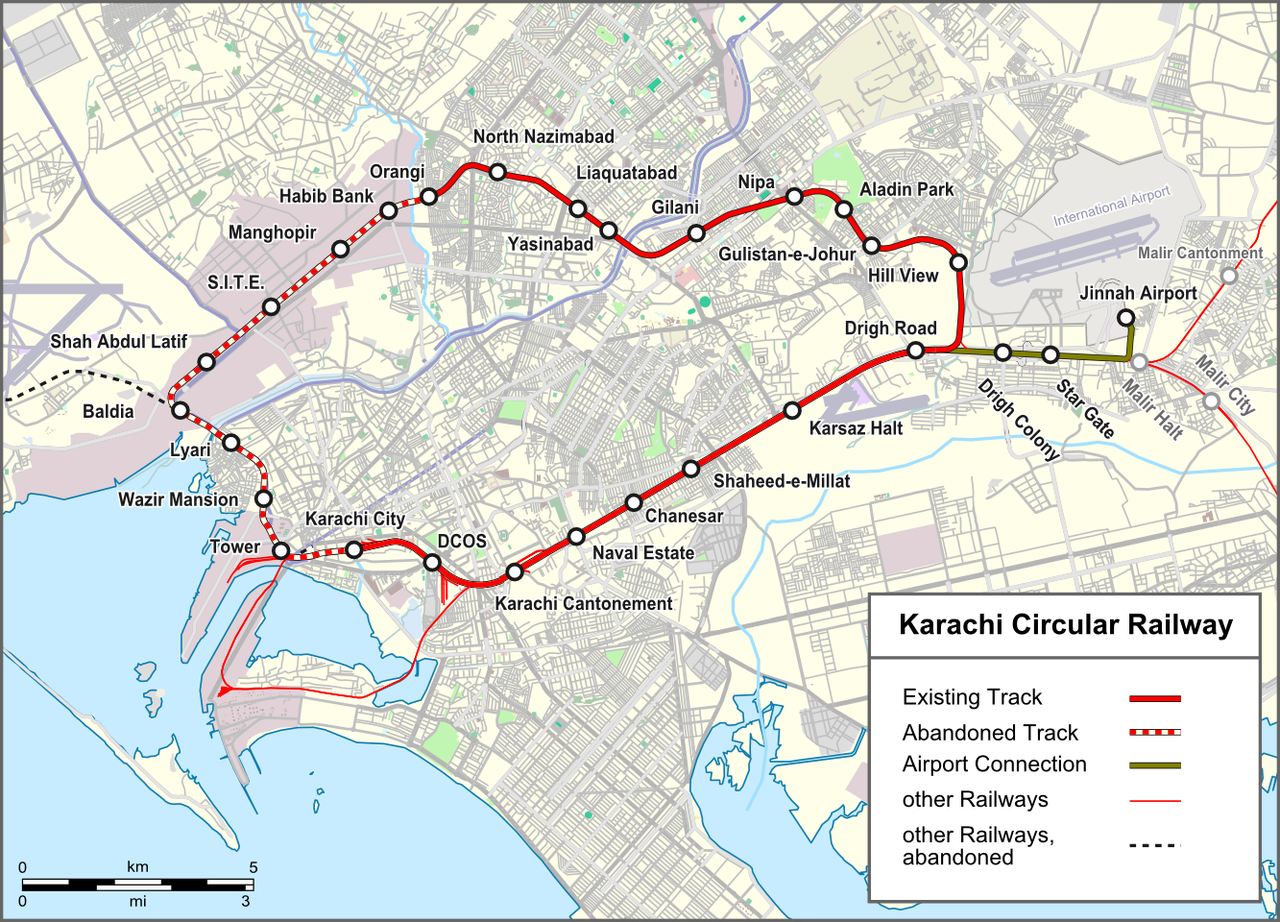 North Nazimabad
Orangi
Liaquatabad
Nipa
Aladin Park
Habib Bank
Gilani
International Airport
Manghopir
Yasinabad
Gulistan-e-Johur
Hill View
Malir Cantonment
S.I.T.E.
Jinnah Airport
Shah Abdul Latif
Drigh Road
Baldia
Drigh Colony
Star Gate
Malir Halt
Malir City
Karsaz Halt
Lyari
Shaheed-e-Millat
Wazir Mansion
Karachi City
Chanesar
Tower
DCOS
Naval Estate
Karachi Cantonement
Karachi Circular Railway
Existing Track
Abandoned Track
Airport Connection
other Railways
other Railways,
abandoned
0 km 5
0 mi 3